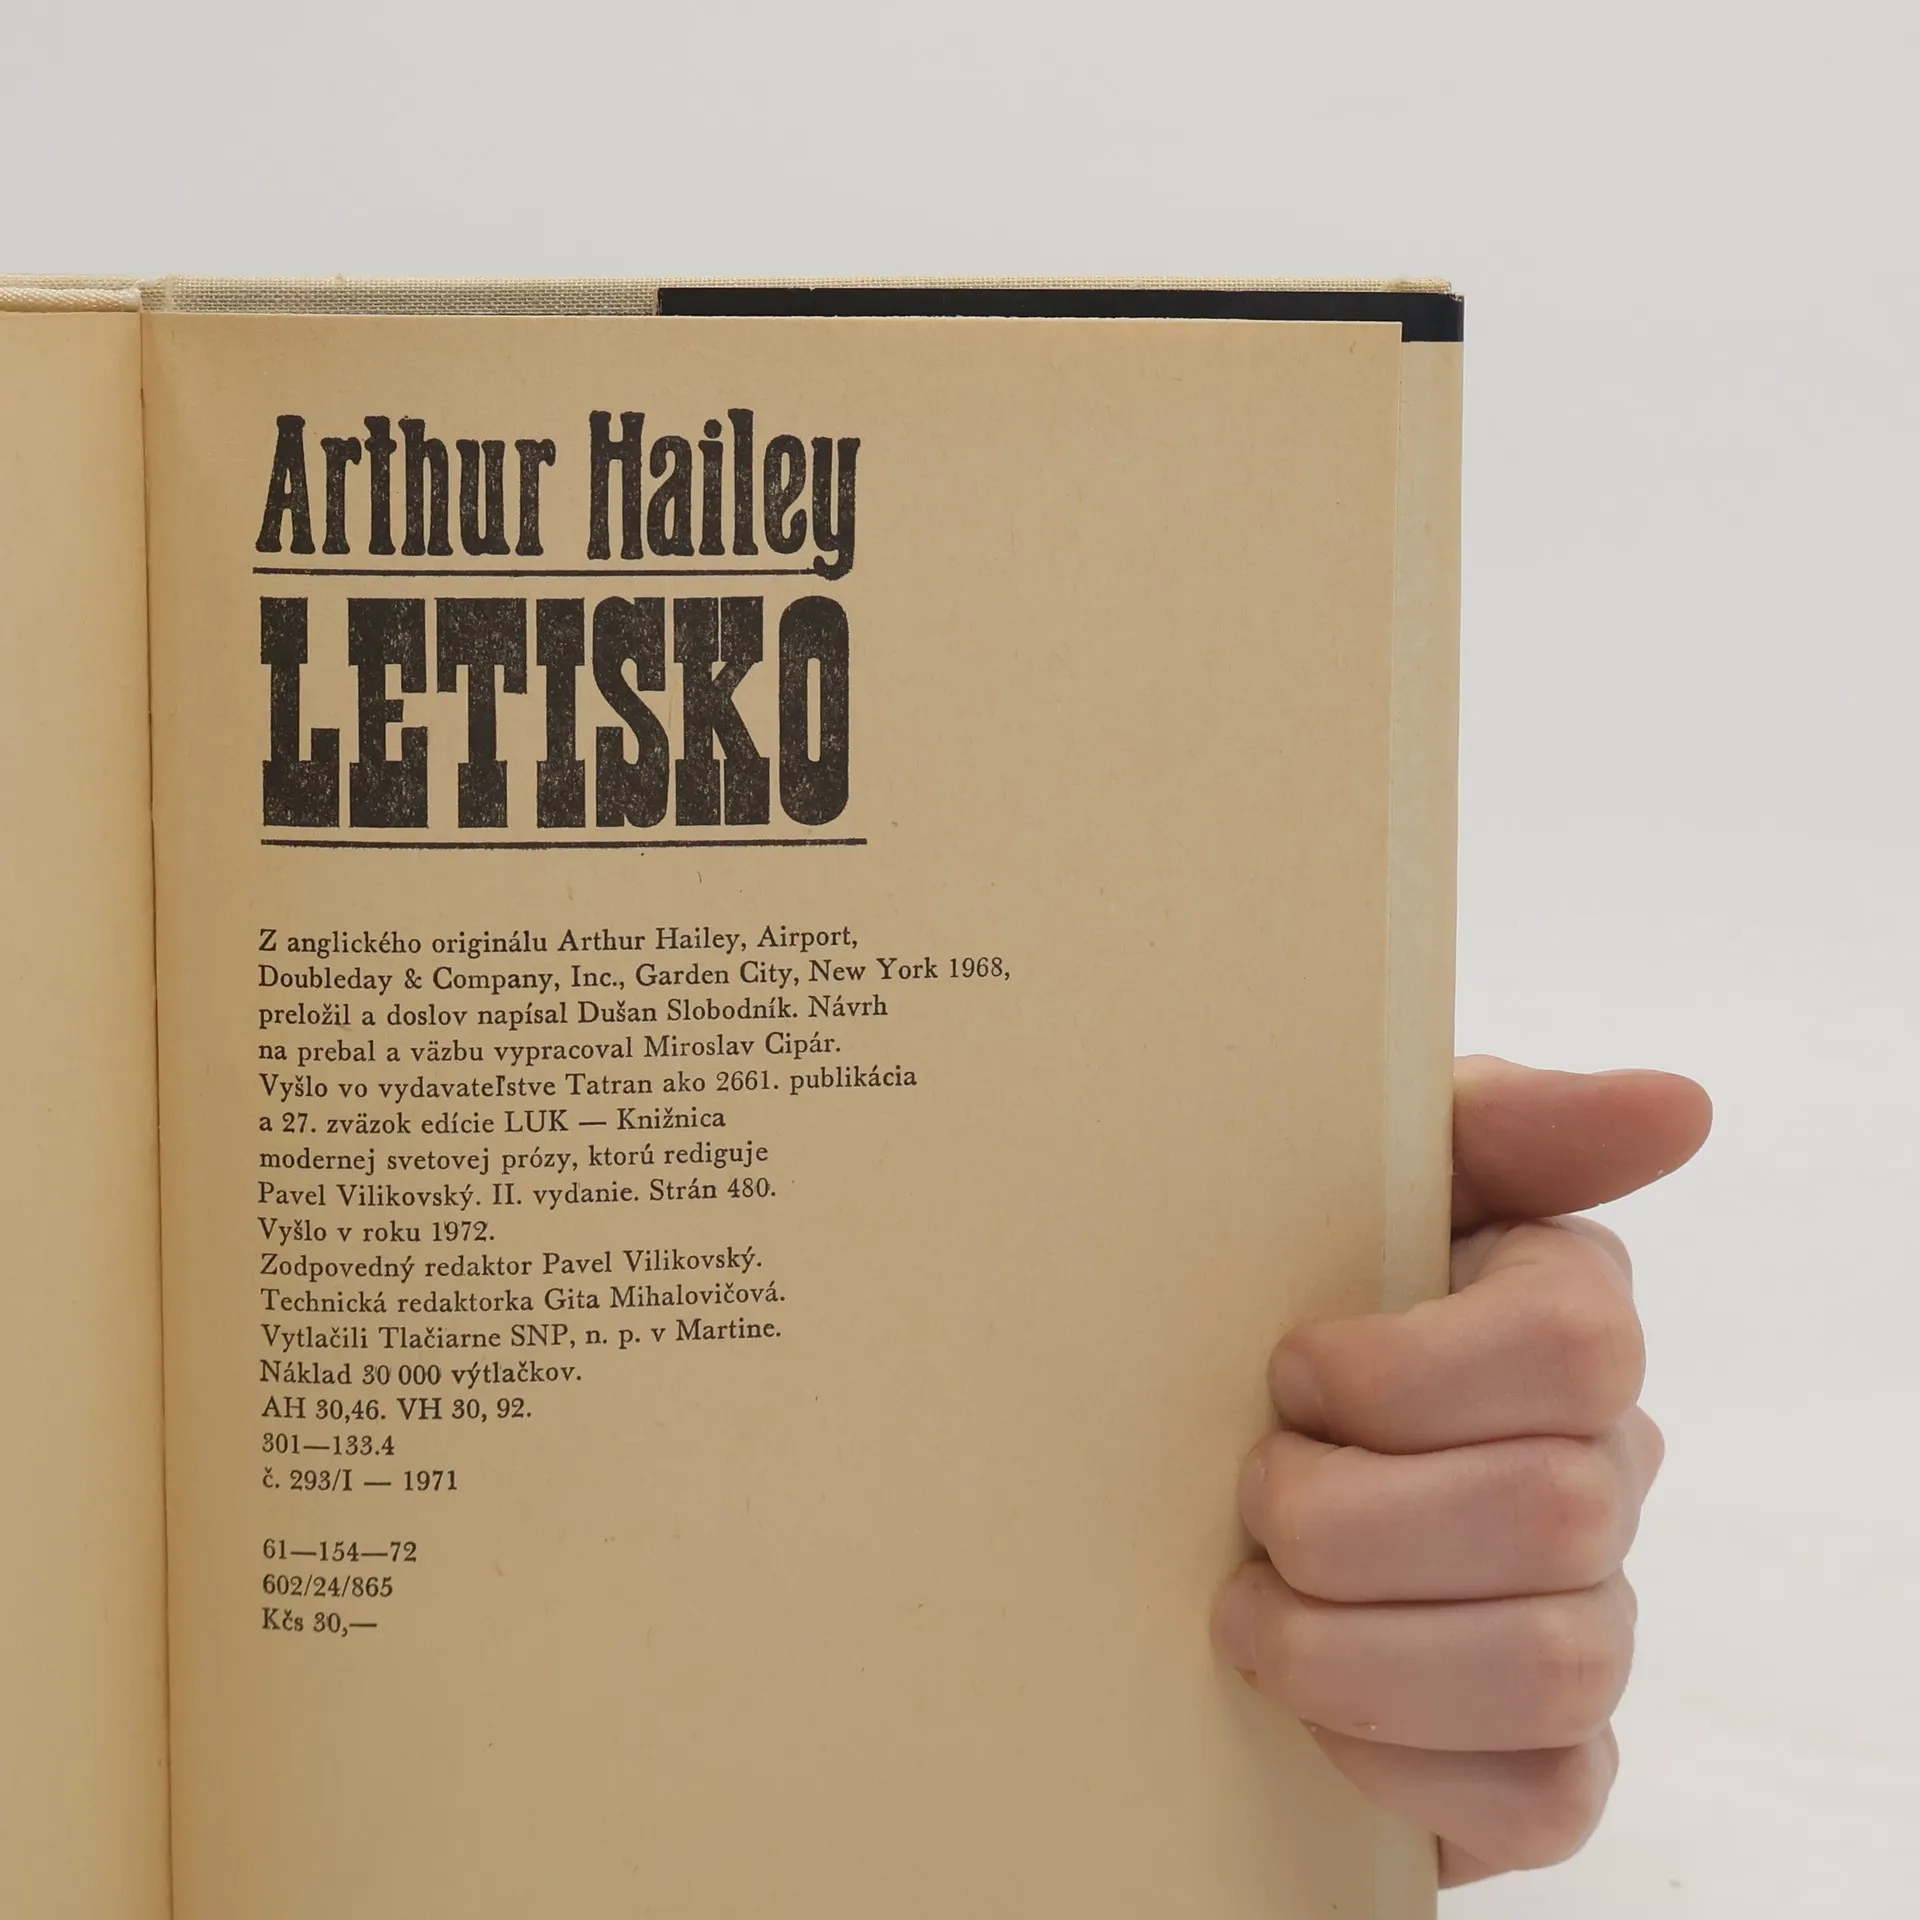 Arthur Hailey
LETISKO
Z anglického originálu Arthur Hailey, Airport,
Doubleday & Company, Inc., Garden City, New York 1968,
preložil a doslov napísal Dušan Slobodník. Návrh
na prebal a väzbu vypracoval Miroslav Cipár.
Vyšlo vo vydavateľstve Tatran ako 2661. publikácia
a 27. zväzok edície LUK — Knižnica
modernej svetovej prózy, ktorú rediguje
Pavel Vilikovský. II. vydanie. Strán 480.
Vyšlo v roku 1972.
Zodpovedný redaktor Pavel Vilikovský.
Technická redaktorka Gita Mihalovičová.
Vytlačili Tlačiarne SNP, n. p. v Martine.
Náklad 30 000 výtlačkov.
AH 30,46. VH 30, 92.
301—133.4
č. 293/I — 1971
61—154—72
602/24/865
Kčs 30,—